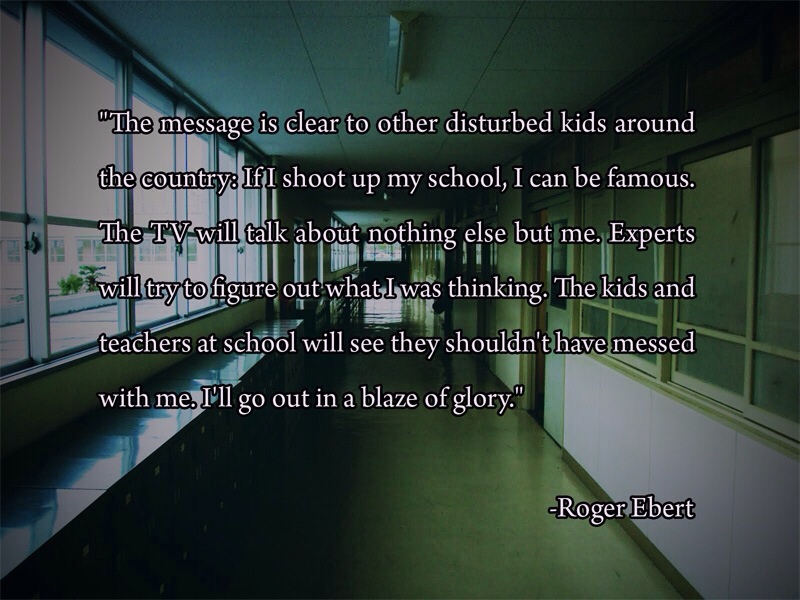 "The message is clear to other disturbed kids around
the country: If I shoot up my school, I can be famous.
The TV will talk about nothing else but me. Experts
will try to figure out what I was thinking. The kids and
teachers at school will see they shouldn't have messed
with me. I'll go out in a blaze of glory."
-Roger Ebert